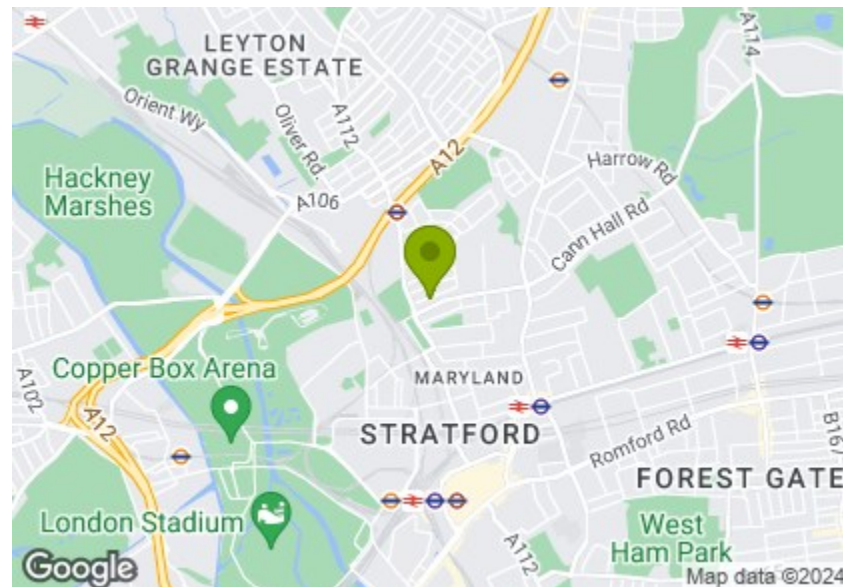 LEYTON
GRANGE ESTATE
A114
Orient Wy
Oliver Rd.
A112
A12
Harrow Rd
Hackney
Marshes
A106
Cann Hall Rd
Copper Box Arena
MARYLAND
A102
A12
STRATFORD
Romford Rd
B167
FOREST GATE
London Stadium
West
Ham Park
A112
Google
Map data ©2024